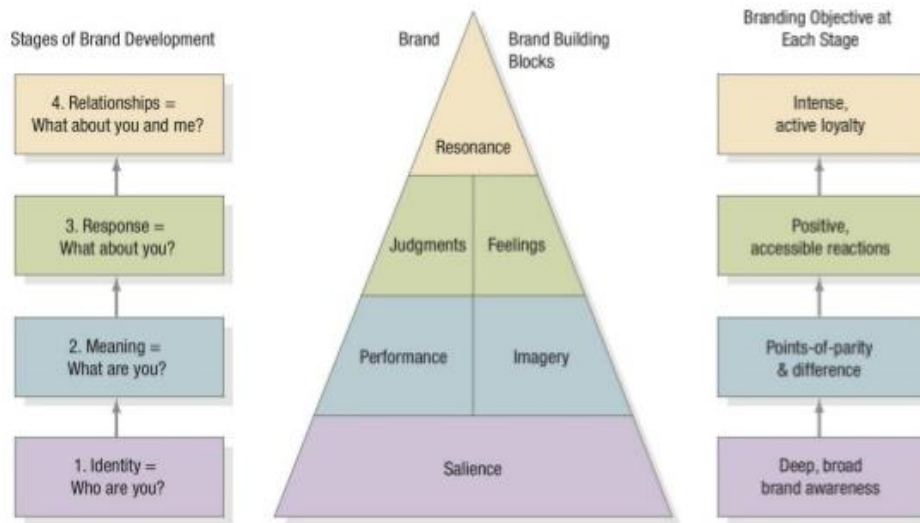 Stages of Brand Development
4. Relationships =
What about you and me?
3. Response =
What about you?
2. Meaning =
What are you?
1. Identity =
Who are you?
Brand
Brand Building
Blocks
Resonance
Judgments
Feelings
Performance
Imagery
Salience
Branding Objective at
Each Stage
Intense,
active loyalty
Positive,
accessible reactions
Points-of-parity
& difference
Deep, broad
brand awareness